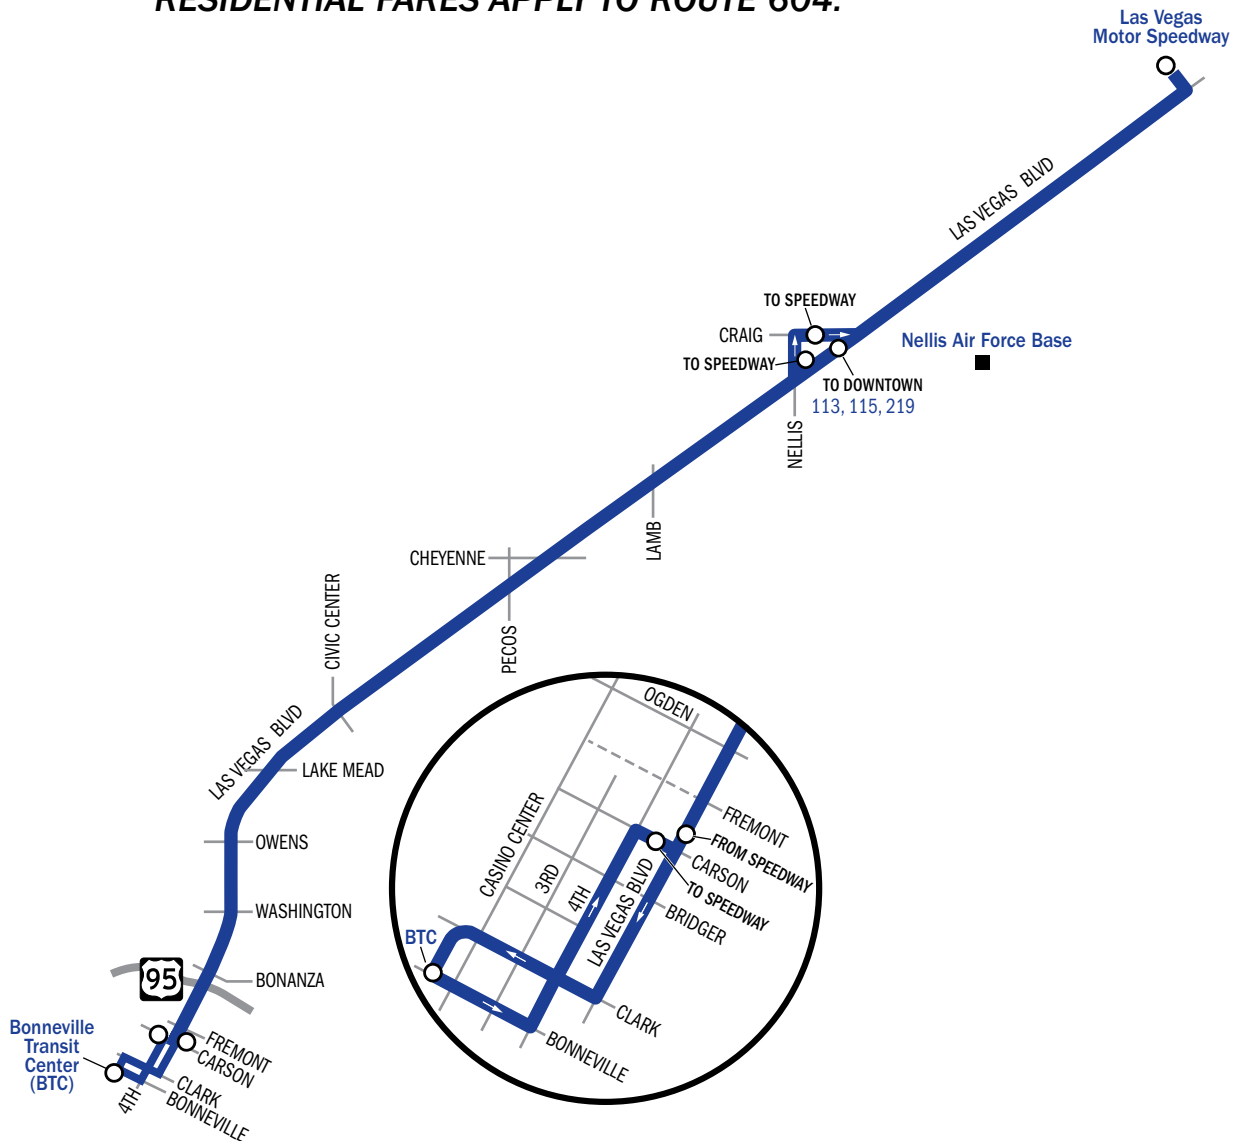 RESIDENTIAL FARES APPLY TO ROUTE 604.
Las Vegas
Motor Speedway
LAS VEGAS BLVD
TO SPEEDWAY
CRAIG
TO SPEEDWAY
Nellis Air Force Base
TO DOWNTOWN
113, 115, 219
NELLIS
LAMB
CHEYENNE
PECOS
CIVIC CENTER
LAS VEGAS BLVD
LAKE MEAD
OWENS
WASHINGTON
95
BONANZA
Bonneville
Transit
Center
(BTC)
FREMONT
CARSON
CLARK
BONNEVILLE
4TH
OGDEN
FREMONT
FROM SPEEDWAY
CARSON
TO SPEEDWAY
BRIDGER
CASINO CENTER
3RD
4TH
LAS VEGAS BLVD
BTC
CLARK
BONNEVILLE